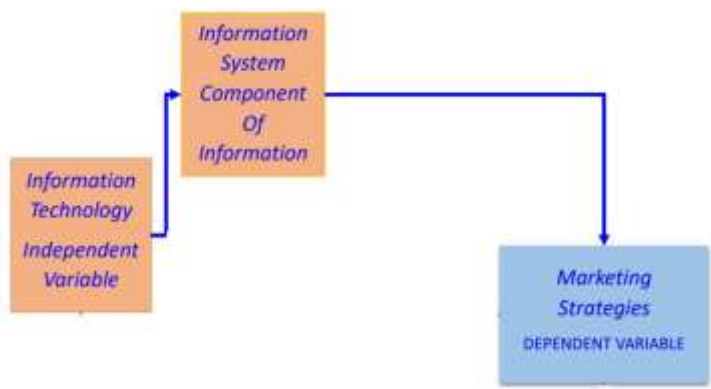 Information
System
Component
Of
Information
Information
Technology
Independent
Variable
Marketing
Strategies
DEPENDENT VARIABLE